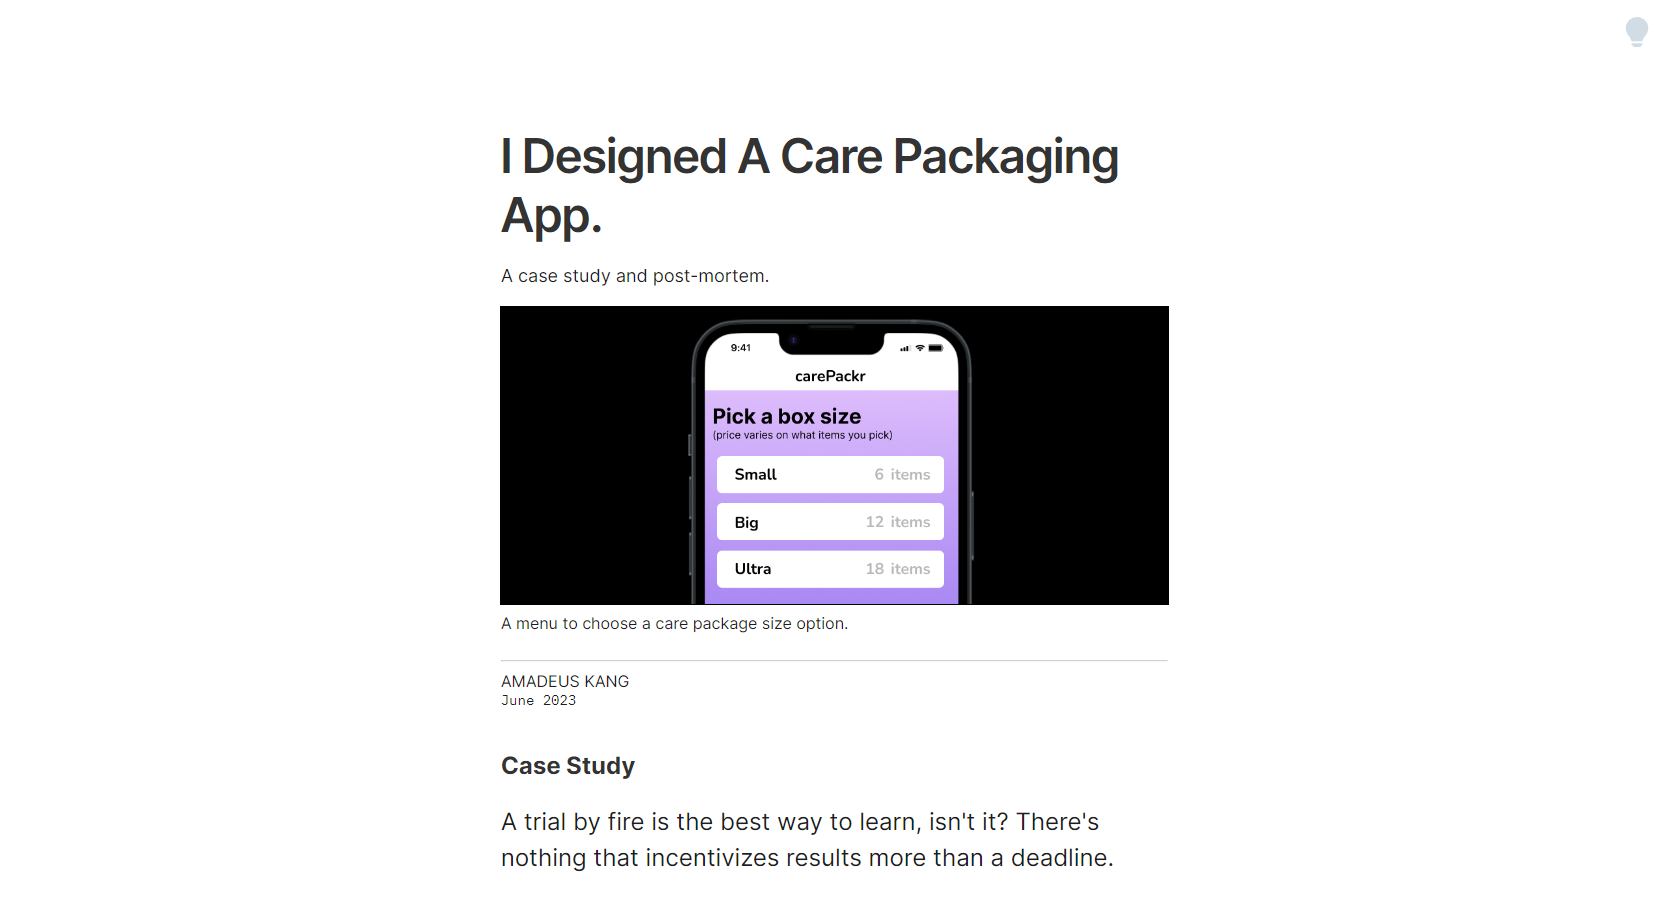 I Designed A Care Packaging
App.
A case study and post-mortem.
9:41
carePackr
Pick a box size
(price varies on what items you pick)
Small 6 items
Big 12 items
Ultra 18 items
A menu to choose a care package size option.
AMADEUS KANG
June 2023
Case Study
A trial by fire is the best way to learn, isn't it? There's
nothing that incentivizes results more than a deadline.